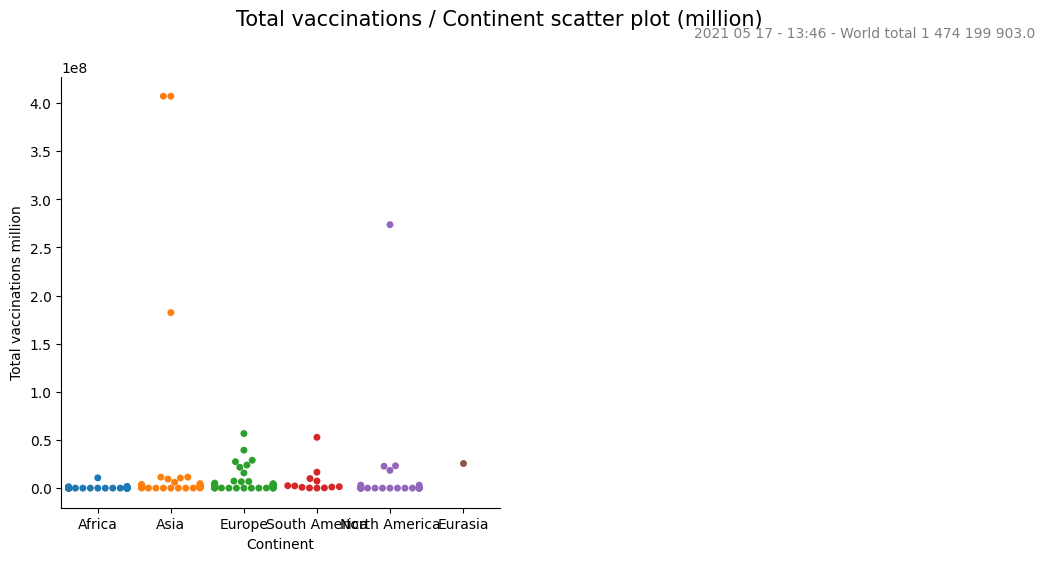 Total vaccinations / Continent scatter plot (million)
2021 05 17 - 13:46 - World total 1 474 199 903.0
1e8
4.0
3.5
3.0
2.5
2.0
1.5
1.0
0.5
0.0
Total vaccinations million
Africa Asia Europe South America North America Eurasia
Continent